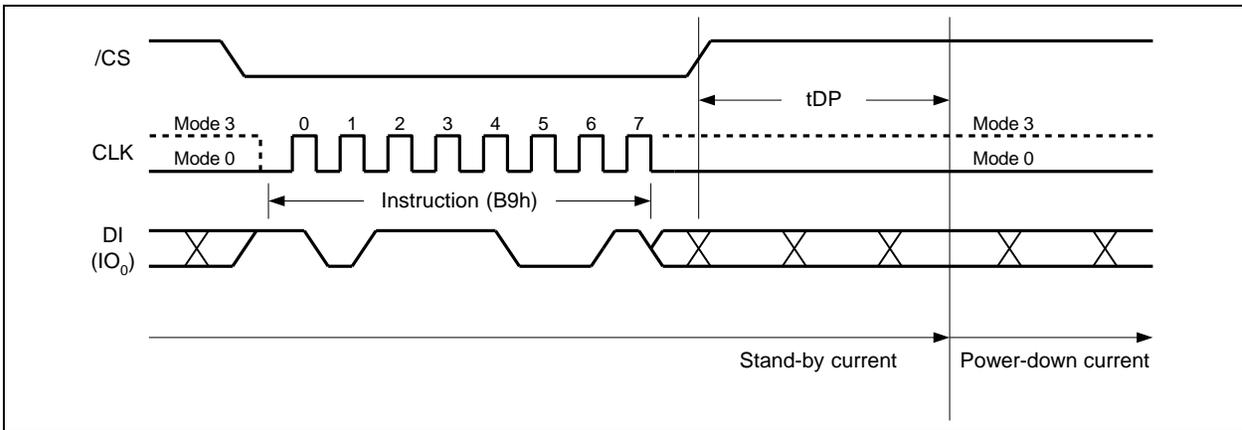 /CS
tDP
Mode 3 0 1 2 3 4 5 6 7 Mode 3
CLK
Mode 0 Mode 0
Instruction (B9h)
DI
(IO₀)
Stand-by current Power-down current